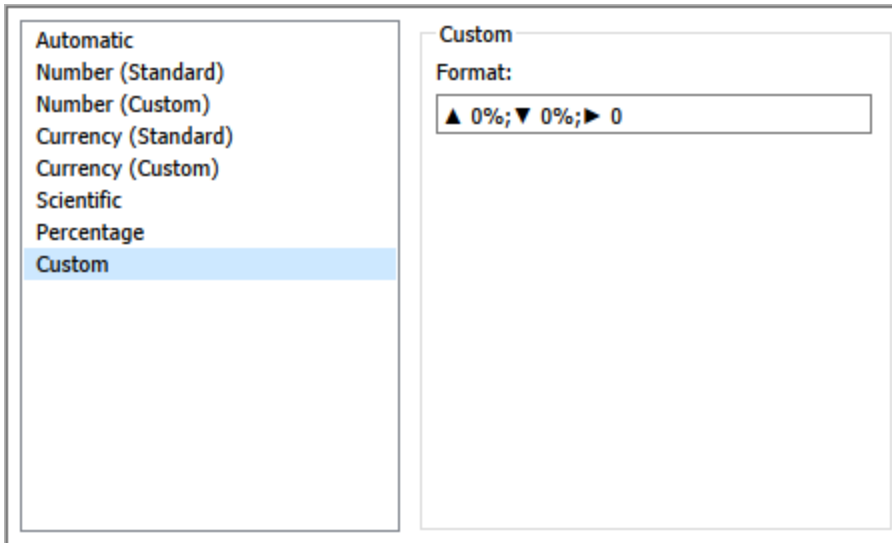 Automatic
Number (Standard)
Number (Custom)
Currency (Standard)
Currency (Custom)
Scientific
Percentage
Custom
Custom
Format:
▲ 0%;▼ 0%;► 0